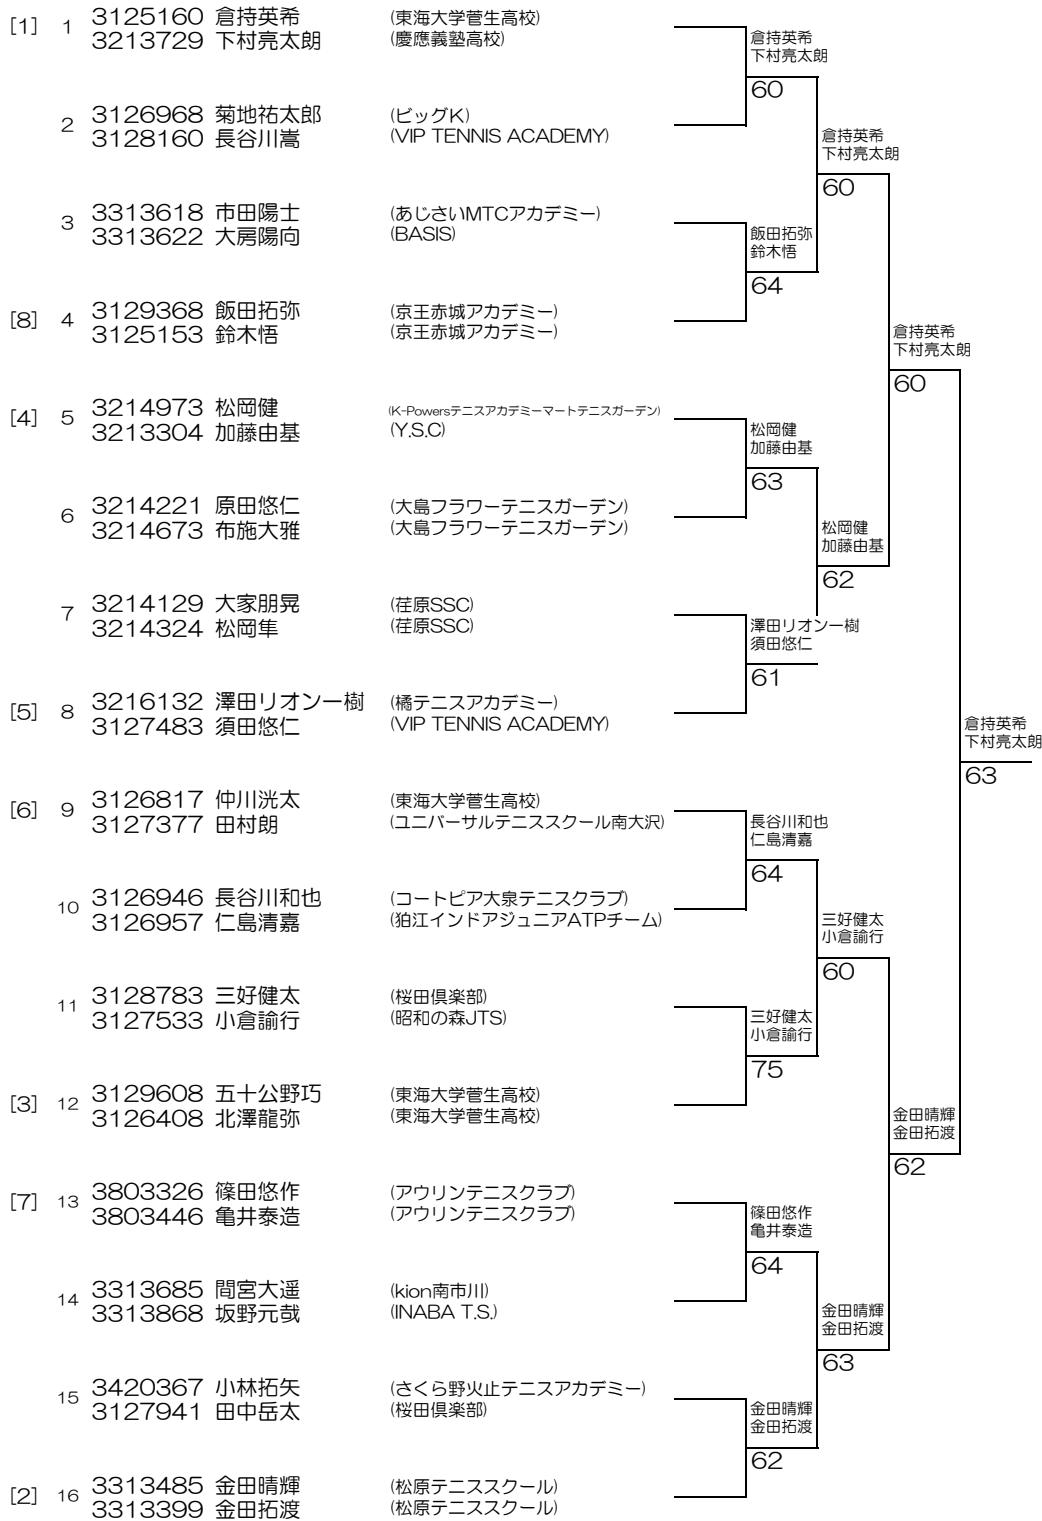 [1] 1 3125160 倉持英希 (東海大学菅生高校)
3213729 下村亮太朗 (慶應義塾高校)
倉持英希
下村亮太朗
60
2 3126968 菊地祐太郎 (ビッグK)
3128160 長谷川嵩 (VIP TENNIS ACADEMY)
倉持英希
下村亮太朗
60
3 3313618 市田陽士 (あじさいMTCアカデミー)
3313622 大房陽向 (BASIS)
飯田拓弥
鈴木悟
64
[8] 4 3129368 飯田拓弥 (京王赤城アカデミー)
3125153 鈴木悟 (京王赤城アカデミー)
倉持英希
下村亮太朗
60
[4] 5 3214973 松岡健 (K-Powersテニスアカデミーマートテニスガーデン)
3213304 加藤由基 (Y.S.C)
松岡健
加藤由基
63
6 3214221 原田悠仁 (大島フラワーテニスガーデン)
3214673 布施大雅 (大島フラワーテニスガーデン)
松岡健
加藤由基
62
7 3214129 大家朋晃 (荏原SSC)
3214324 松岡隼 (荏原SSC)
澤田リオン一樹
須田悠仁
61
[5] 8 3216132 澤田リオン一樹 (橘テニスアカデミー)
3127483 須田悠仁 (VIP TENNIS ACADEMY)
倉持英希
下村亮太朗
63
[6] 9 3126817 仲川洸太 (東海大学菅生高校)
3127377 田村朗 (ユニバーサルテニススクール南大沢)
長谷川和也
仁島清嘉
64
10 3126946 長谷川和也 (コートピア大泉テニスクラブ)
3126957 仁島清嘉 (狛江インドアジュニアATPチーム)
三好健太
小倉諭行
60
11 3128783 三好健太 (桜田倶楽部)
3127533 小倉諭行 (昭和の森JTS)
三好健太
小倉諭行
75
[3] 12 3129608 五十公野巧 (東海大学菅生高校)
3126408 北澤龍弥 (東海大学菅生高校)
金田晴輝
金田拓渡
62
[7] 13 3803326 篠田悠作 (アウリンテニスクラブ)
3803446 亀井泰造 (アウリンテニスクラブ)
篠田悠作
亀井泰造
64
14 3313685 間宮大遥 (kion南市川)
3313868 坂野元哉 (INABA T.S.)
金田晴輝
金田拓渡
63
15 3420367 小林拓矢 (さくら野火止テニスアカデミー)
3127941 田中岳太 (桜田倶楽部)
金田晴輝
金田拓渡
62
[2] 16 3313485 金田晴輝 (松原テニススクール)
3313399 金田拓渡 (松原テニススクール)